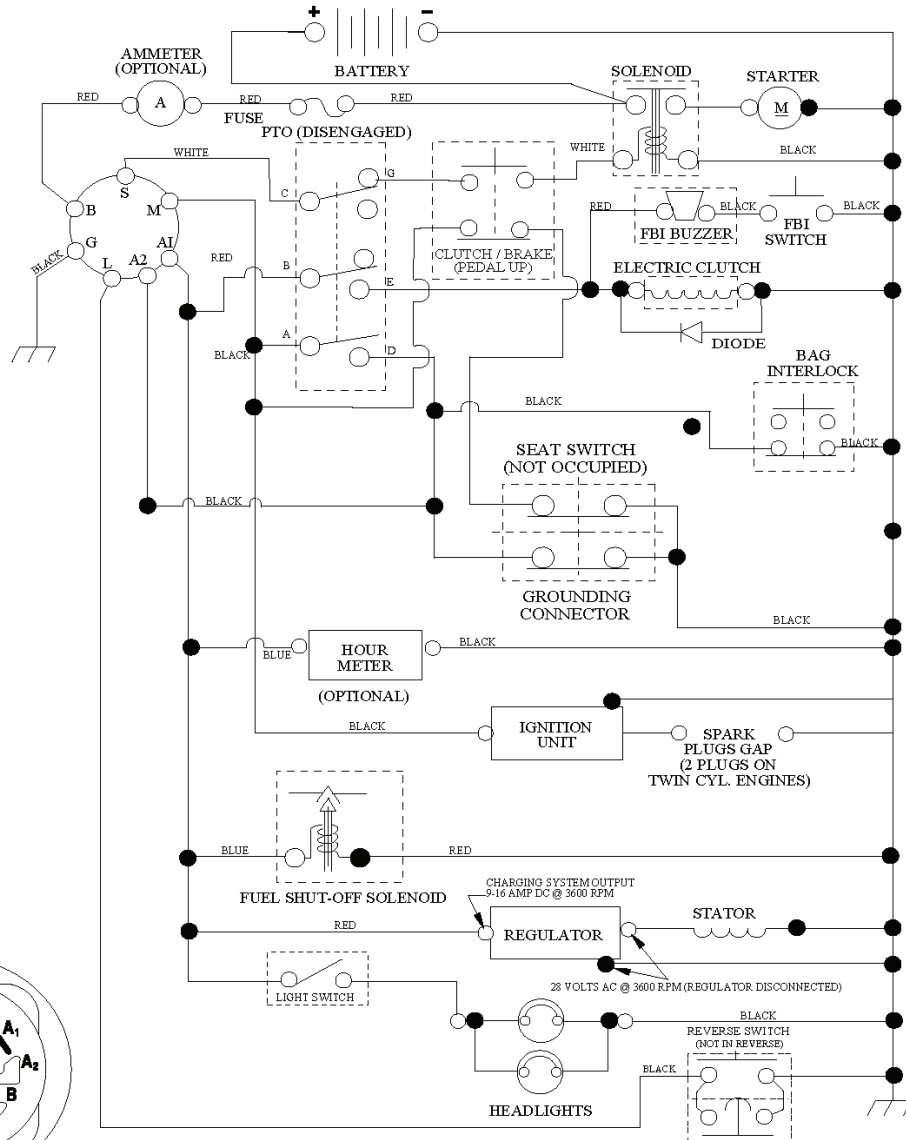 +
-
BATTERY
AMMETER
(OPTIONAL)
SOLENOID
STARTER
RED
A
RED
FUSE
RED
M
PTO (DISENGAGED)
WHITE
WHITE
BLACK
S
B
M
G
A1
L
A2
BLACK
C
G
RED
B
E
BLACK
A
D
CLUTCH / BRAKE
(PEDAL UP)
RED
BLACK
BLACK
FBI BUZZER
FBI
SWITCH
ELECTRIC CLUTCH
DIODE
BAG
INTERLOCK
BLACK
BLACK
SEAT SWITCH
(NOT OCCUPIED)
BLACK
GROUNDING
CONNECTOR
BLACK
BLUE
HOUR
METER
BLACK
(OPTIONAL)
BLACK
IGNITION
UNIT
SPARK
PLUGS GAP
(2 PLUGS ON
TWIN CYL. ENGINES)
BLUE
RED
FUEL SHUT-OFF SOLENOID
CHARGING SYSTEM OUTPUT
9-16 AMP DC @ 3600 RPM
RED
REGULATOR
STATOR
28 VOLTS AC @ 3600 RPM (REGULATOR DISCONNECTED)
LIGHT SWITCH
BLACK
REVERSE SWITCH
(NOT IN REVERSE)
BLACK
HEADLIGHTS
A1
A2
B